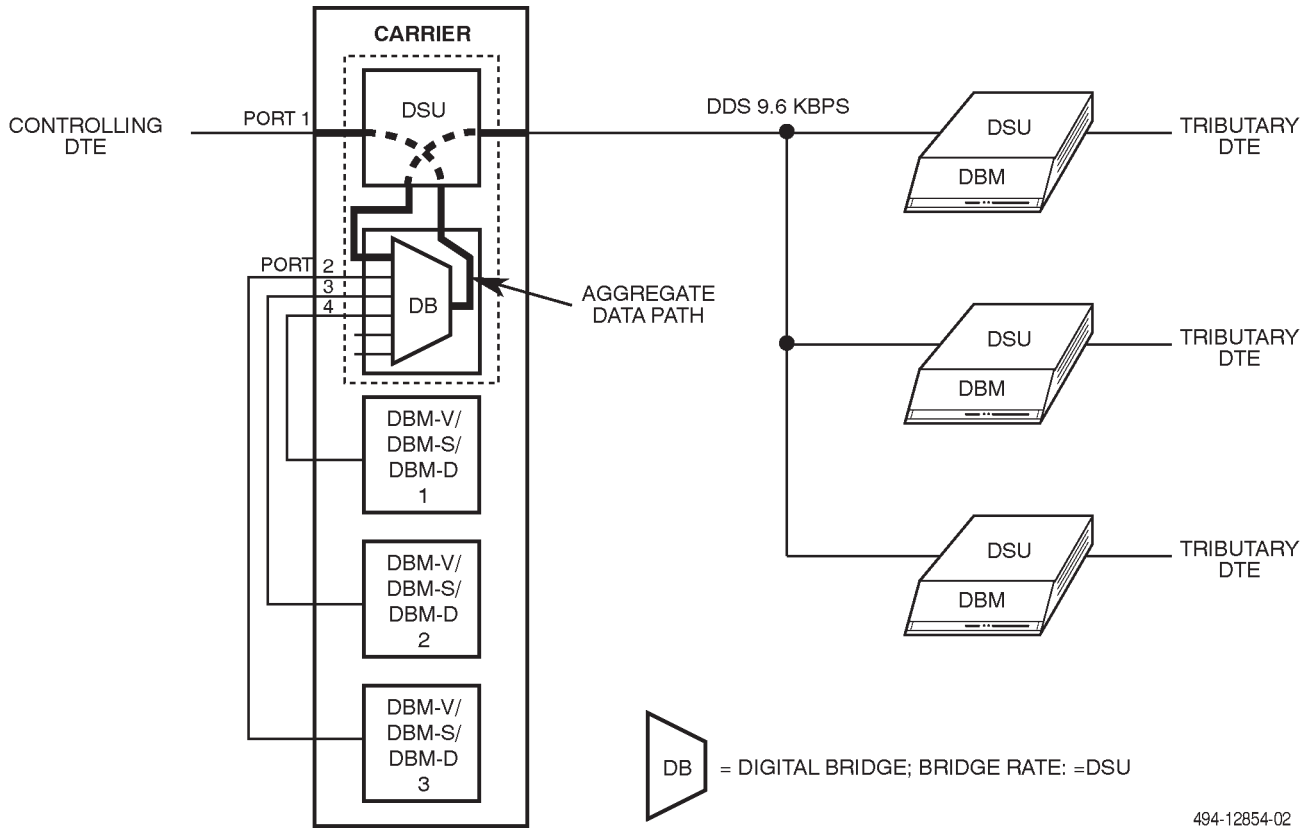 CARRIER
DSU
PORT 1
CONTROLLING
DTE
DDS 9.6 KBPS
PORT 2
3
4
DB
AGGREGATE
DATA PATH
DBM-V/
DBM-S/
DBM-D
1
DBM-V/
DBM-S/
DBM-D
2
DBM-V/
DBM-S/
DBM-D
3
DSU
DBM
TRIBUTARY
DTE
DSU
DBM
TRIBUTARY
DTE
DSU
DBM
TRIBUTARY
DTE
DB
= DIGITAL BRIDGE; BRIDGE RATE: =DSU
494-12854-02